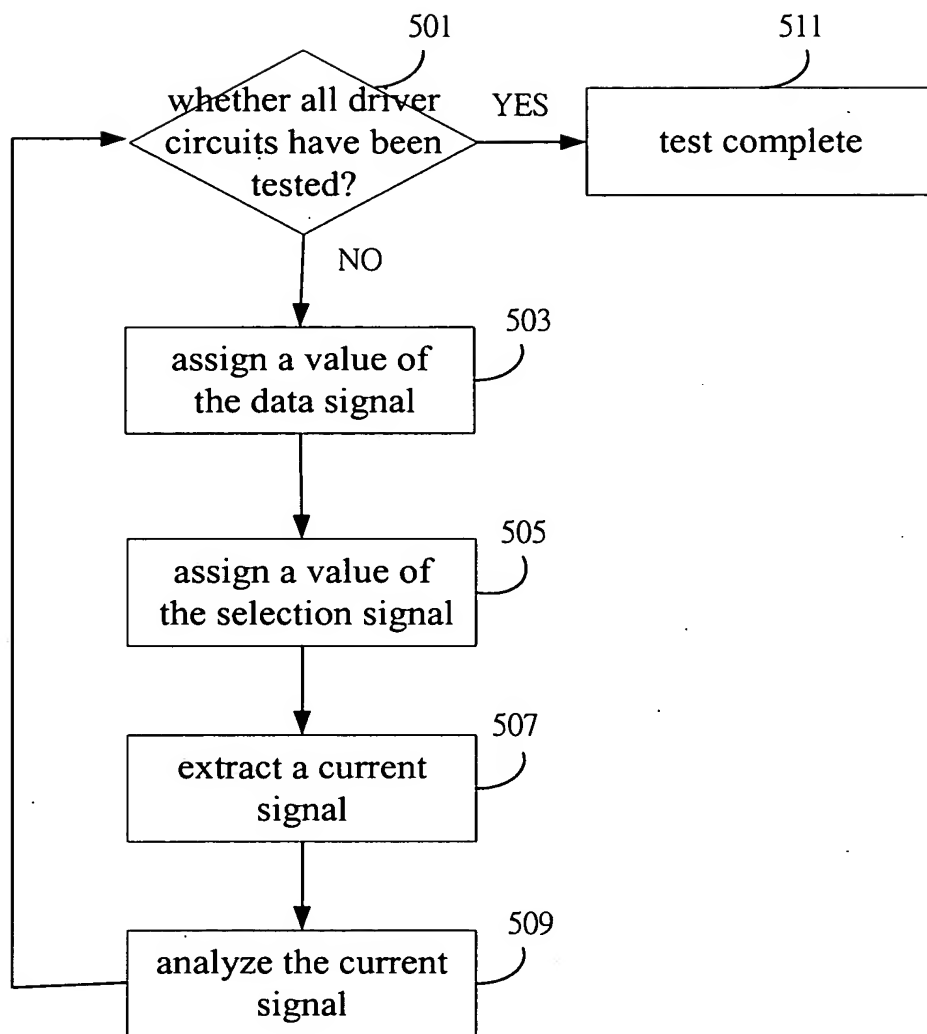 501
511
whether all driver
circuits have been
tested?
YES
test complete
NO
503
assign a value of
the data signal
505
assign a value of
the selection signal
507
extract a current
signal
509
analyze the current
signal